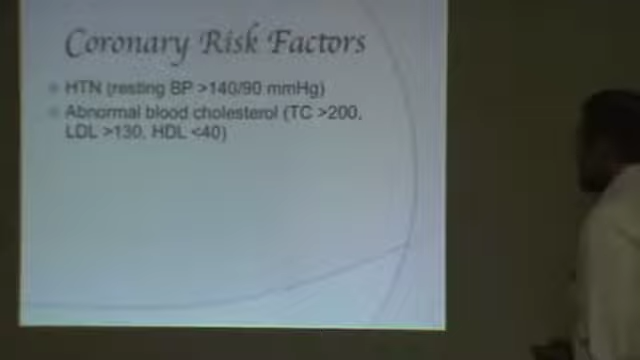 Coronary Risk Factors
HTN (resting BP >140/90 mmHg)
Abnormal blood cholesterol (TC >200,
LDL >130, HDL <40)